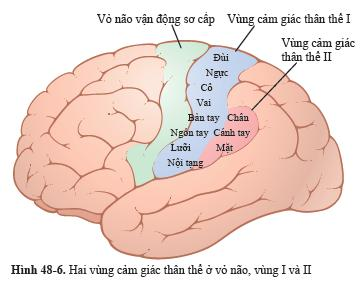 Vỏ não vận động sơ cấp
Vùng cảm giác thân thể I
Vùng cảm giác
thân thể II
Đùi
Ngực
Cổ
Vai
Bàn tay Chân
Ngón tay Cánh tay
Lưỡi Mặt
Nội tạng
Hình 48-6. Hai vùng cảm giác thân thể ở vỏ não, vùng I và II